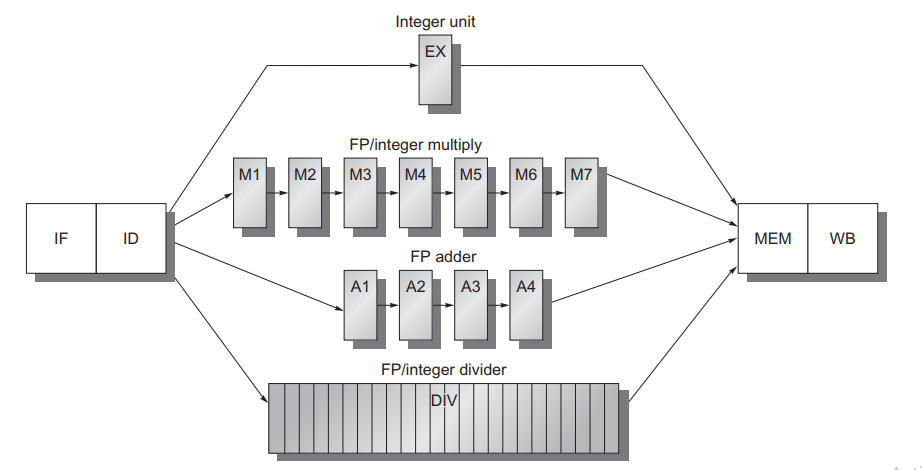 Integer unit
EX
FP/integer multiply
M1 M2 M3 M4 M5 M6 M7
IF ID MEM WB
FP adder
A1 A2 A3 A4
FP/integer divider
DIV